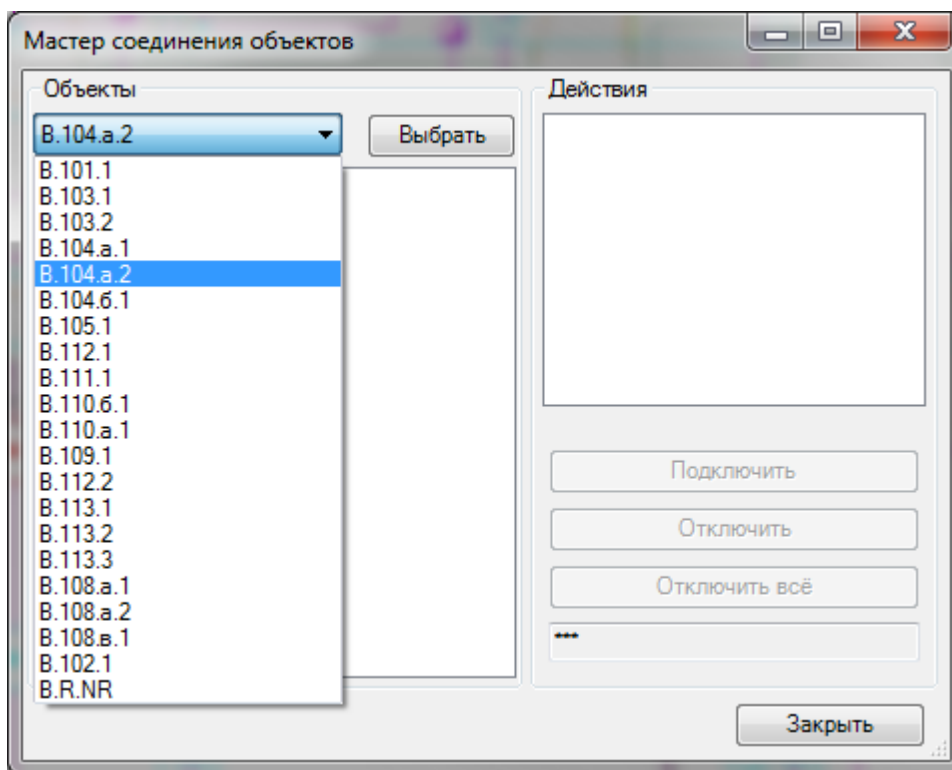 Мастер соединения объектов
Объекты
В.104.а.2
Выбрать
В.101.1
В.103.1
В.103.2
В.104.а.1
В.104.а.2
В.104.б.1
В.105.1
В.112.1
В.111.1
В.110.б.1
В.110.а.1
В.109.1
В.112.2
В.113.1
В.113.2
В.113.3
В.108.а.1
В.108.а.2
В.108.в.1
В.102.1
B.R.NR
Действия
Подключить
Отключить
Отключить всё
***
Закрыть